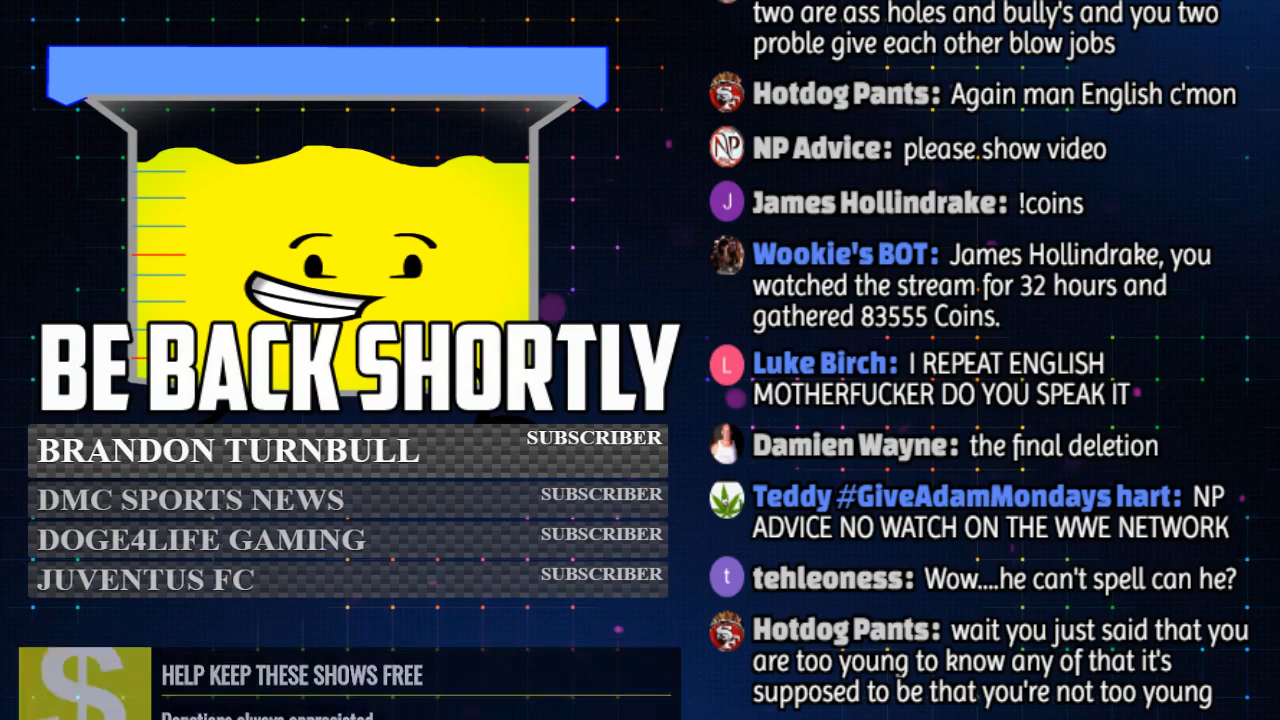 BE BACK SHORTLY
BRANDON TURNBULL SUBSCRIBER
DMC SPORTS NEWS SUBSCRIBER
DOGE4LIFE GAMING SUBSCRIBER
JUVENTUS FC SUBSCRIBER
$
HELP KEEP THESE SHOWS FREE
Donations always appreciated
two are ass holes and bully's and you two
proble give each other blow jobs
Hotdog Pants: Again man English c'mon
NP
NP Advice: please show video
J
James Hollindrake: !coins
Wookie's BOT: James Hollindrake, you
watched the stream for 32 hours and
gathered 83555 Coins.
L
Luke Birch: I REPEAT ENGLISH
MOTHERFUCKER DO YOU SPEAK IT
Damien Wayne: the final deletion
Teddy #GiveAdamMondays hart: NP
ADVICE NO WATCH ON THE WWE NETWORK
t
tehleoness: Wow....he can't spell can he?
Hotdog Pants: wait you just said that you
are too young to know any of that it's
supposed to be that you're not too young